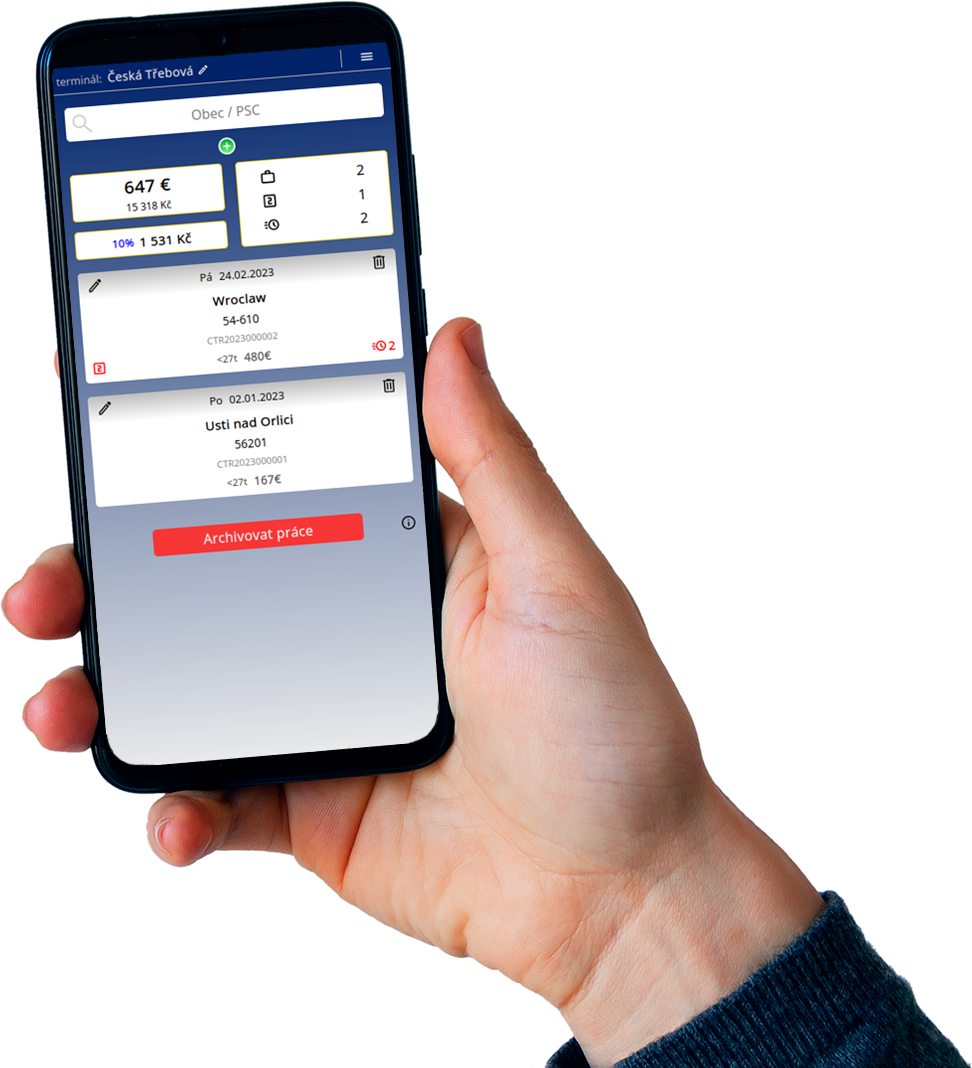 terminál: Česká Třebová
Obec / PSC
647 €
15 318 Kč
10% 1 531 Kč
2
1
2
Pá 24.02.2023
Wroclaw
54-610
CTR2023000002
<27t 480€
2
2
Po 02.01.2023
Usti nad Orlici
56201
CTR2023000001
<27t 167€
Archivovat práce